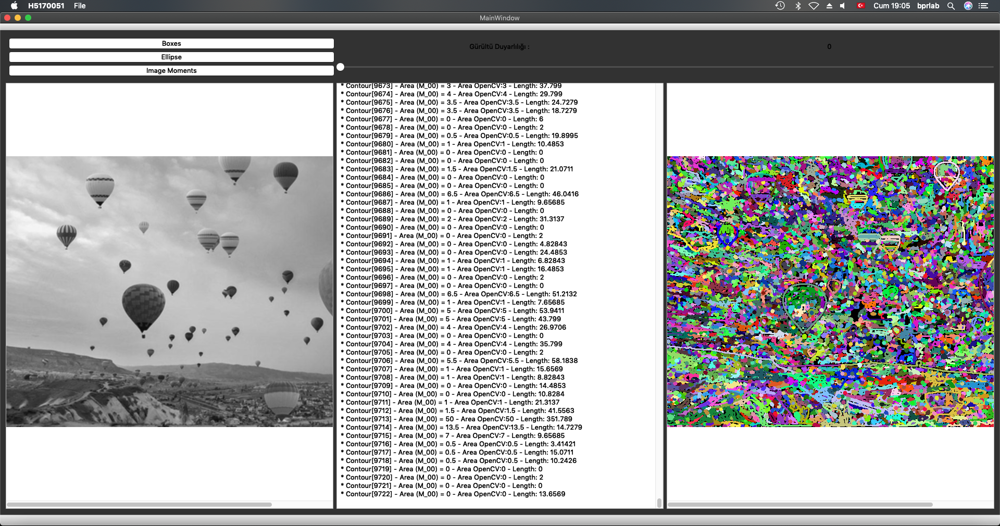 H5170051 File Cum 19:05 bprlab
MainWindow
Boxes
Ellipse
Image Moments
Gürültü Duyarlılığı : 0
* Contour[9673] - Area (M_00) = 3 - Area OpenCV:3 - Length: 37.799
* Contour[9674] - Area (M_00) = 4 - Area OpenCV:4 - Length: 29.799
* Contour[9675] - Area (M_00) = 3.5 - Area OpenCV:3.5 - Length: 24.7279
* Contour[9676] - Area (M_00) = 3.5 - Area OpenCV:3.5 - Length: 18.7279
* Contour[9677] - Area (M_00) = 0 - Area OpenCV:0 - Length: 6
* Contour[9678] - Area (M_00) = 0 - Area OpenCV:0 - Length: 2
* Contour[9679] - Area (M_00) = 0.5 - Area OpenCV:0.5 - Length: 19.8995
* Contour[9680] - Area (M_00) = 1 - Area OpenCV:1 - Length: 10.4853
* Contour[9681] - Area (M_00) = 0 - Area OpenCV:0 - Length: 0
* Contour[9682] - Area (M_00) = 0 - Area OpenCV:0 - Length: 0
* Contour[9683] - Area (M_00) = 1.5 - Area OpenCV:1.5 - Length: 21.0711
* Contour[9684] - Area (M_00) = 0 - Area OpenCV:0 - Length: 0
* Contour[9685] - Area (M_00) = 0 - Area OpenCV:0 - Length: 0
* Contour[9686] - Area (M_00) = 6.5 - Area OpenCV:6.5 - Length: 46.0416
* Contour[9687] - Area (M_00) = 1 - Area OpenCV:1 - Length: 9.65685
* Contour[9688] - Area (M_00) = 0 - Area OpenCV:0 - Length: 0
* Contour[9689] - Area (M_00) = 2 - Area OpenCV:2 - Length: 31.3137
* Contour[9690] - Area (M_00) = 0 - Area OpenCV:0 - Length: 0
* Contour[9691] - Area (M_00) = 0 - Area OpenCV:0 - Length: 2
* Contour[9692] - Area (M_00) = 0 - Area OpenCV:0 - Length: 4.82843
* Contour[9693] - Area (M_00) = 0 - Area OpenCV:0 - Length: 24.4853
* Contour[9694] - Area (M_00) = 1 - Area OpenCV:1 - Length: 6.82843
* Contour[9695] - Area (M_00) = 1 - Area OpenCV:1 - Length: 16.4853
* Contour[9696] - Area (M_00) = 0 - Area OpenCV:0 - Length: 2
* Contour[9697] - Area (M_00) = 0 - Area OpenCV:0 - Length: 0
* Contour[9698] - Area (M_00) = 6.5 - Area OpenCV:6.5 - Length: 51.2132
* Contour[9699] - Area (M_00) = 1 - Area OpenCV:1 - Length: 7.65685
* Contour[9700] - Area (M_00) = 5 - Area OpenCV:5 - Length: 53.9411
* Contour[9701] - Area (M_00) = 5 - Area OpenCV:5 - Length: 43.799
* Contour[9702] - Area (M_00) = 4 - Area OpenCV:4 - Length: 26.9706
* Contour[9703] - Area (M_00) = 0 - Area OpenCV:0 - Length: 0
* Contour[9704] - Area (M_00) = 4 - Area OpenCV:4 - Length: 35.799
* Contour[9705] - Area (M_00) = 0 - Area OpenCV:0 - Length: 2
* Contour[9706] - Area (M_00) = 5.5 - Area OpenCV:5.5 - Length: 58.1838
* Contour[9707] - Area (M_00) = 1 - Area OpenCV:1 - Length: 15.6569
* Contour[9708] - Area (M_00) = 1 - Area OpenCV:1 - Length: 8.82843
* Contour[9709] - Area (M_00) = 0 - Area OpenCV:0 - Length: 14.4853
* Contour[9710] - Area (M_00) = 0 - Area OpenCV:0 - Length: 10.8284
* Contour[9711] - Area (M_00) = 1 - Area OpenCV:1 - Length: 21.3137
* Contour[9712] - Area (M_00) = 1.5 - Area OpenCV:1.5 - Length: 41.5563
* Contour[9713] - Area (M_00) = 50 - Area OpenCV:50 - Length: 351.789
* Contour[9714] - Area (M_00) = 13.5 - Area OpenCV:13.5 - Length: 14.7279
* Contour[9715] - Area (M_00) = 7 - Area OpenCV:7 - Length: 9.65685
* Contour[9716] - Area (M_00) = 0.5 - Area OpenCV:0.5 - Length: 3.41421
* Contour[9717] - Area (M_00) = 0.5 - Area OpenCV:0.5 - Length: 15.0711
* Contour[9718] - Area (M_00) = 0.5 - Area OpenCV:0.5 - Length: 10.2426
* Contour[9719] - Area (M_00) = 0 - Area OpenCV:0 - Length: 0
* Contour[9720] - Area (M_00) = 0 - Area OpenCV:0 - Length: 2
* Contour[9721] - Area (M_00) = 0 - Area OpenCV:0 - Length: 0
* Contour[9722] - Area (M_00) = 0 - Area OpenCV:0 - Length: 13.6569